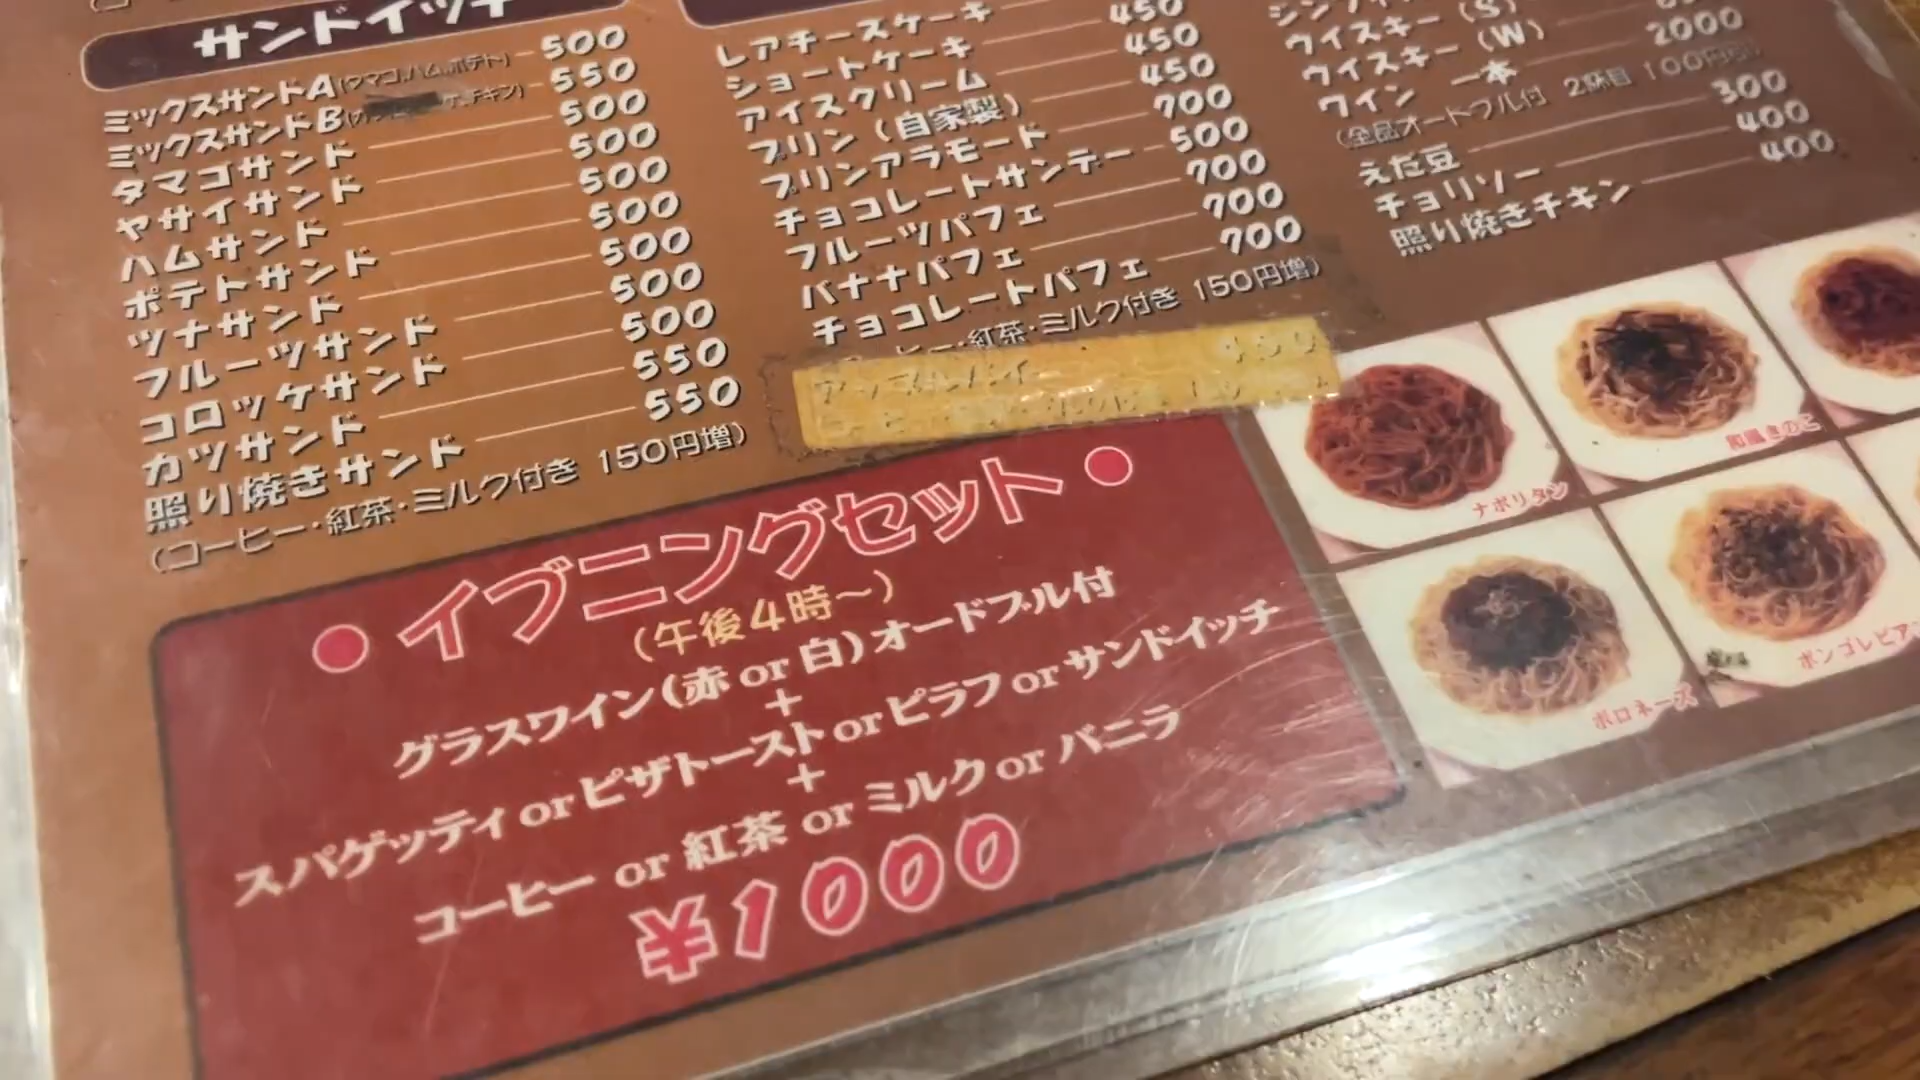 サンドイッチ
ミックスサンドA(タマゴ.ハム.ポテト) 500
ミックスサンドB チキン) 550
タマゴサンド 500
ヤサイサンド 500
ハムサンド 500
ポテトサンド 500
ツナサンド 500
フルーツサンド 500
コロッケサンド 500
カツサンド 550
照り焼きサンド 550
(コーヒー・紅茶・ミルク付き 150円増)
レアチーズケーキ 450
ショートケーキ 450
アイスクリーム 450
プリン(自家製)
プリンアラモード 700
チョコレートサンデー 500
フルーツパフェ 700
バナナパフェ 700
チョコレートパフェ 700
紅茶・ミルク付き 150円増)
ウイスキー(S)
ウイスキー(W)
ワイン 一本 2000
(全品オードブル付 2杯目 100円引)
えだ豆 300
チョリソー 400
照り焼きチキン 400
●イブニングセット●
(午後4時〜)
グラスワイン(赤 or 白)オードブル付
+
スパゲッティ or ピザトースト or ピラフ or サンドイッチ
+
コーヒー or 紅茶 or ミルク or バニラ
¥1000
ナポリタン
和風きのこ
ボロネーズ
ボンゴレビア